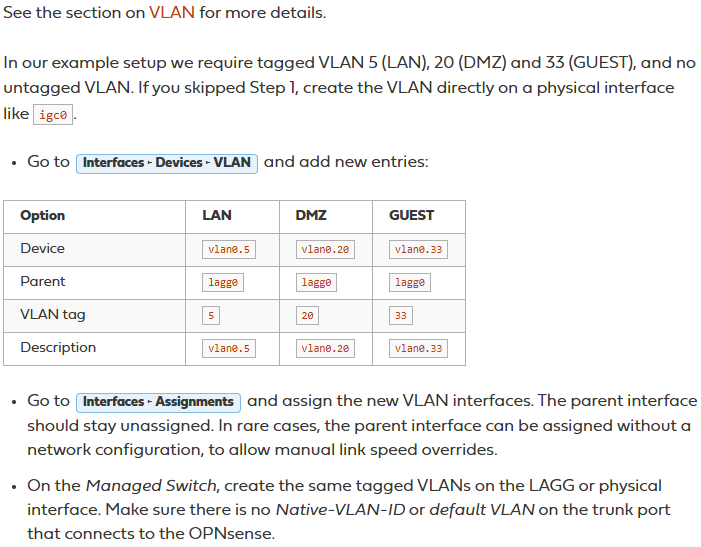 See the section on VLAN for more details.
In our example setup we require tagged VLAN 5 (LAN), 20 (DMZ) and 33 (GUEST), and no
untagged VLAN. If you skipped Step 1, create the VLAN directly on a physical interface
like igc0.
• Go to Interfaces ‣ Devices ‣ VLAN and add new entries:
Option LAN DMZ GUEST
Device vlan0.5 vlan0.20 vlan0.33
Parent lagg0 lagg0 lagg0
VLAN tag 5 20 33
Description vlan0.5 vlan0.20 vlan0.33
• Go to Interfaces ‣ Assignments and assign the new VLAN interfaces. The parent interface
should stay unassigned. In rare cases, the parent interface can be assigned without a
network configuration, to allow manual link speed overrides.
• On the Managed Switch, create the same tagged VLANs on the LAGG or physical
interface. Make sure there is no Native-VLAN-ID or default VLAN on the trunk port
that connects to the OPNsense.